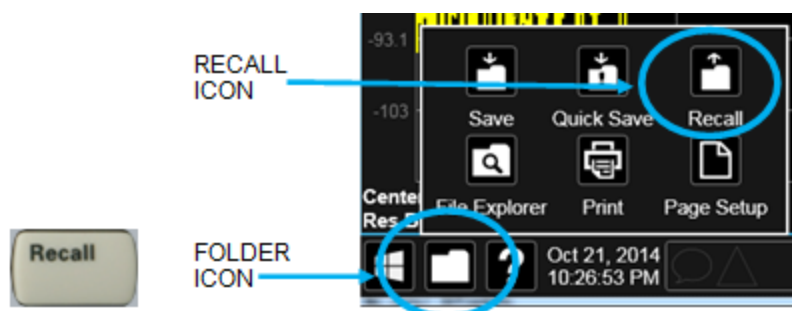 -93.1
RECALL
ICON
-103
Save Quick Save Recall
File Explorer Print Page Setup
Cente
Res B
Recall
FOLDER
ICON
?
Oct 21, 2014
10:26:53 PM